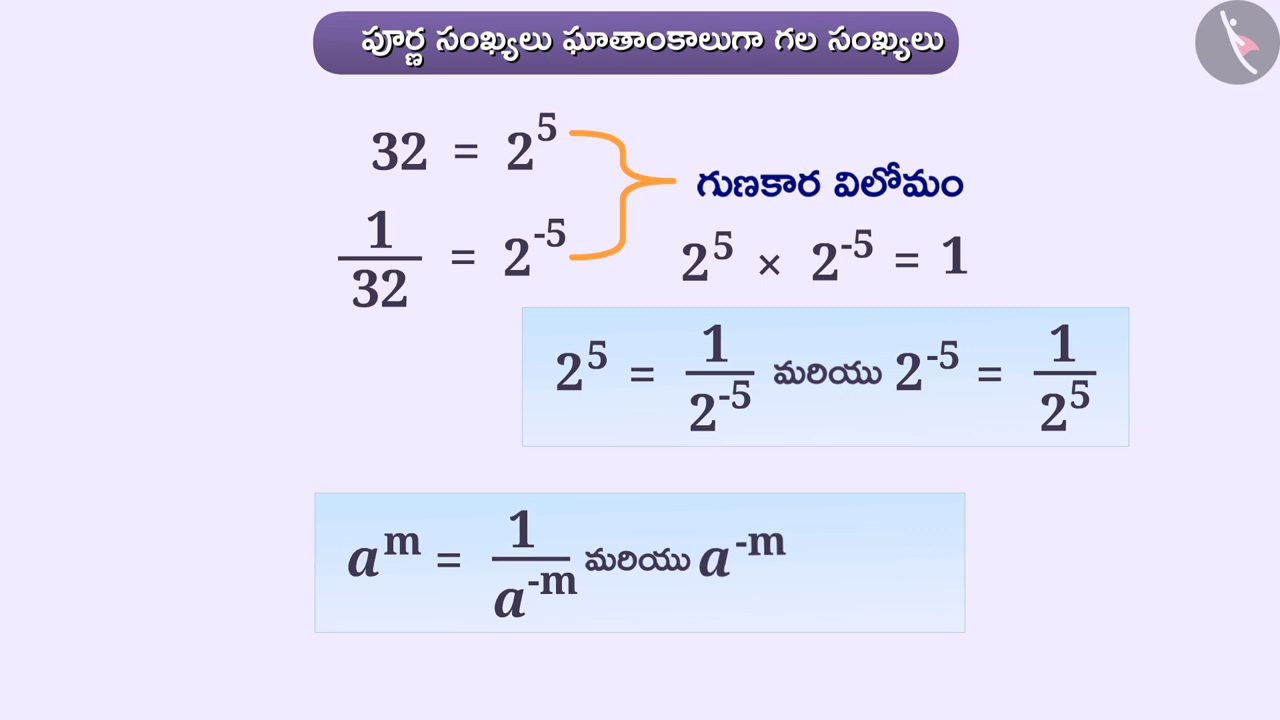 పూర్ణ సంఖ్యలు ఘాతాంకాలుగా గల సంఖ్యలు
32 = 2^5
1/32 = 2^-5
గుణకార విలోమం
2^5 × 2^-5 = 1
2^5 = 1/2^-5 మరియు 2^-5 = 1/2^5
a^m = 1/a^-m మరియు a^-m